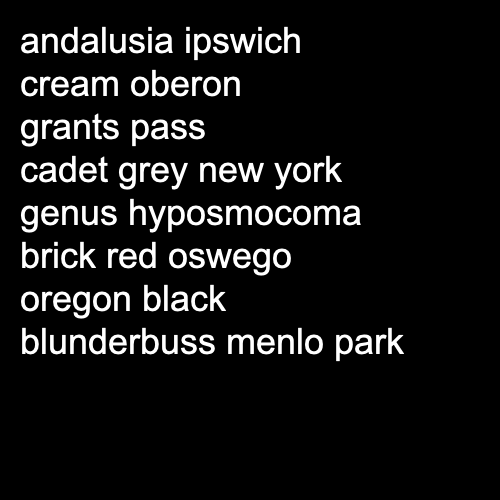 andalusia ipswich
cream oberon
grants pass
cadet grey new york
genus hyposmocoma
brick red oswego
oregon black
blunderbuss menlo park